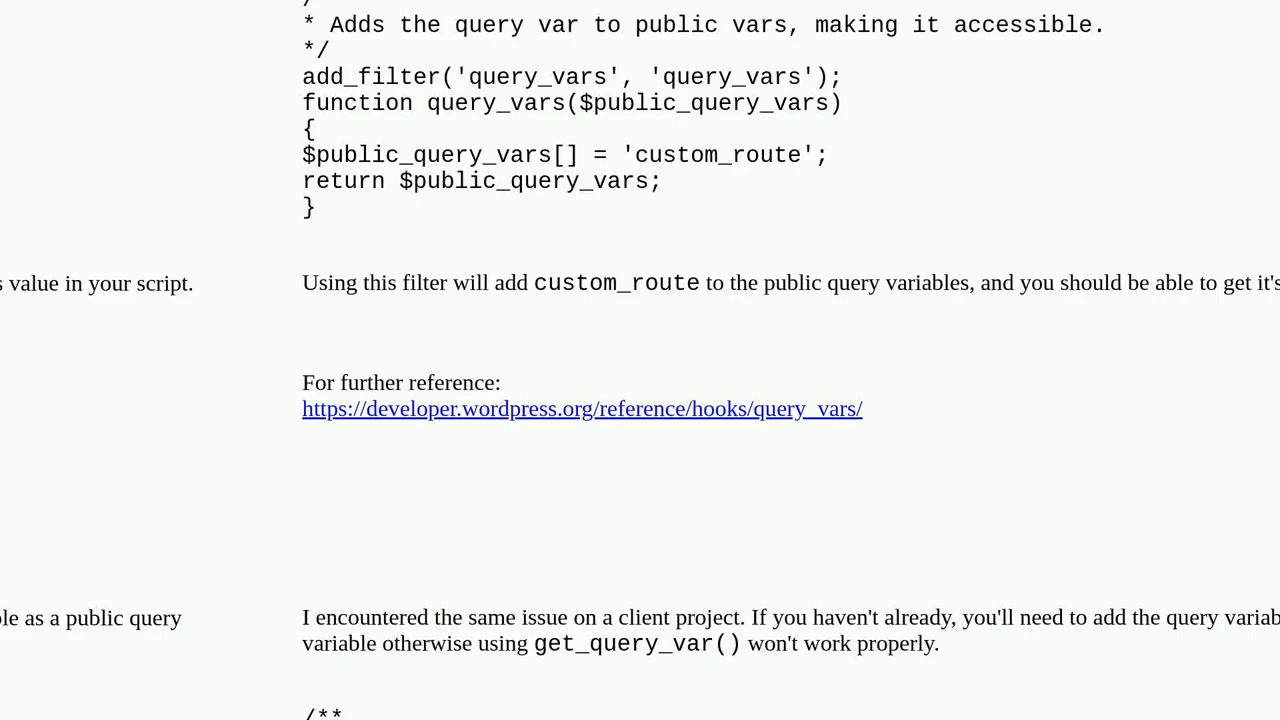 * Adds the query var to public vars, making it accessible.
*/
add_filter('query_vars', 'query_vars');
function query_vars($public_query_vars)
{
$public_query_vars[] = 'custom_route';
return $public_query_vars;
}
value in your script.
Using this filter will add custom_route to the public query variables, and you should be able to get it's
For further reference:
https://developer.wordpress.org/reference/hooks/query_vars/
as a public query
I encountered the same issue on a client project. If you haven't already, you'll need to add the query
variable otherwise using get_query_var() won't work properly.
/**